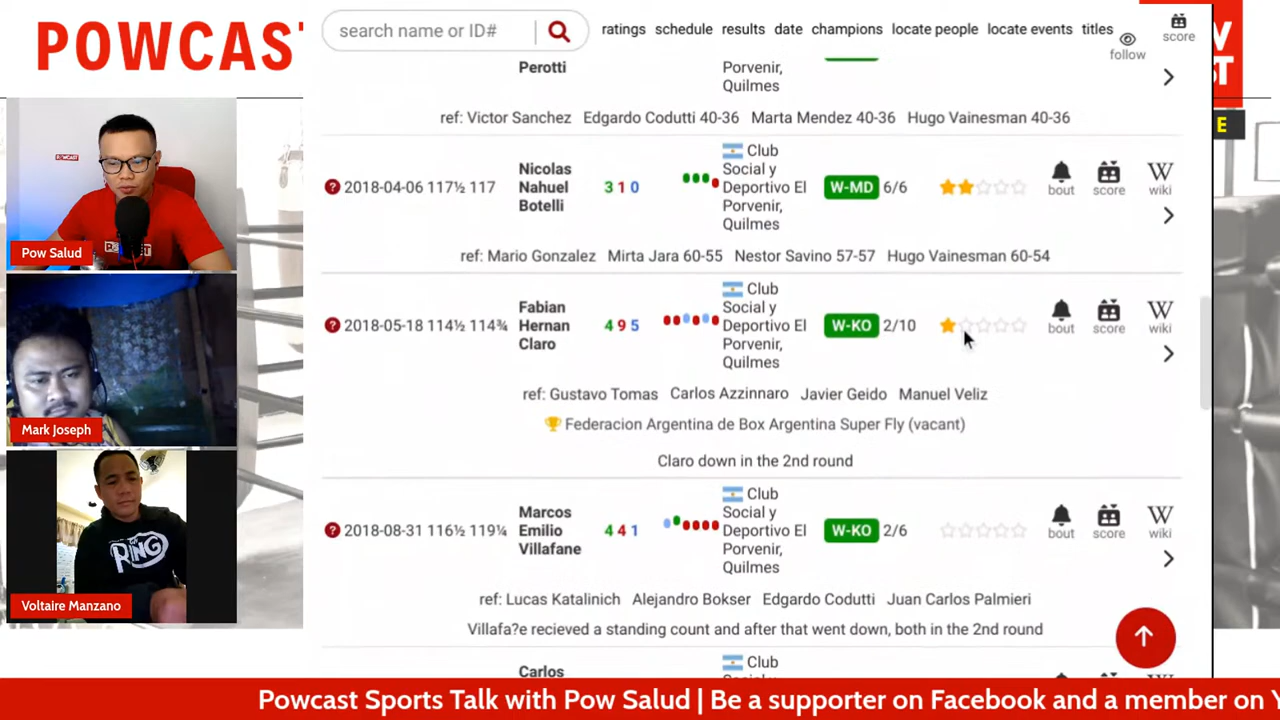 POWCAST
search name or ID#
ratings schedule results date champions locate people locate events titles
follow
score
Perotti
Porvenir,
Quilmes
ref: Victor Sanchez Edgardo Codutti 40-36 Marta Mendez 40-36 Hugo Vainesman 40-36
2018-04-06 117½ 117
Nicolas
Nahuel
Botelli
3 1 0
Club
Social y
Deportivo El
Porvenir,
Quilmes
W-MD 6/6
bout
score
W
wiki
ref: Mario Gonzalez Mirta Jara 60-55 Nestor Savino 57-57 Hugo Vainesman 60-54
2018-05-18 114½ 114¾
Fabian
Hernan
Claro
4 9 5
Club
Social y
Deportivo El
Porvenir,
Quilmes
W-KO 2/10
bout
score
W
wiki
ref: Gustavo Tomas Carlos Azzinnaro Javier Geido Manuel Veliz
Federacion Argentina de Box Argentina Super Fly (vacant)
Claro down in the 2nd round
2018-08-31 116½ 119¼
Marcos
Emilio
Villafane
4 4 1
Club
Social y
Deportivo El
Porvenir,
Quilmes
W-KO 2/6
bout
score
W
wiki
ref: Lucas Katalinich Alejandro Bokser Edgardo Codutti Juan Carlos Palmieri
Villafa?e recieved a standing count and after that went down, both in the 2nd round
Carlos
Club
Pow Salud
Mark Joseph
RING
Voltaire Manzano
E
Powcast Sports Talk with Pow Salud | Be a supporter on Facebook and a member on Y